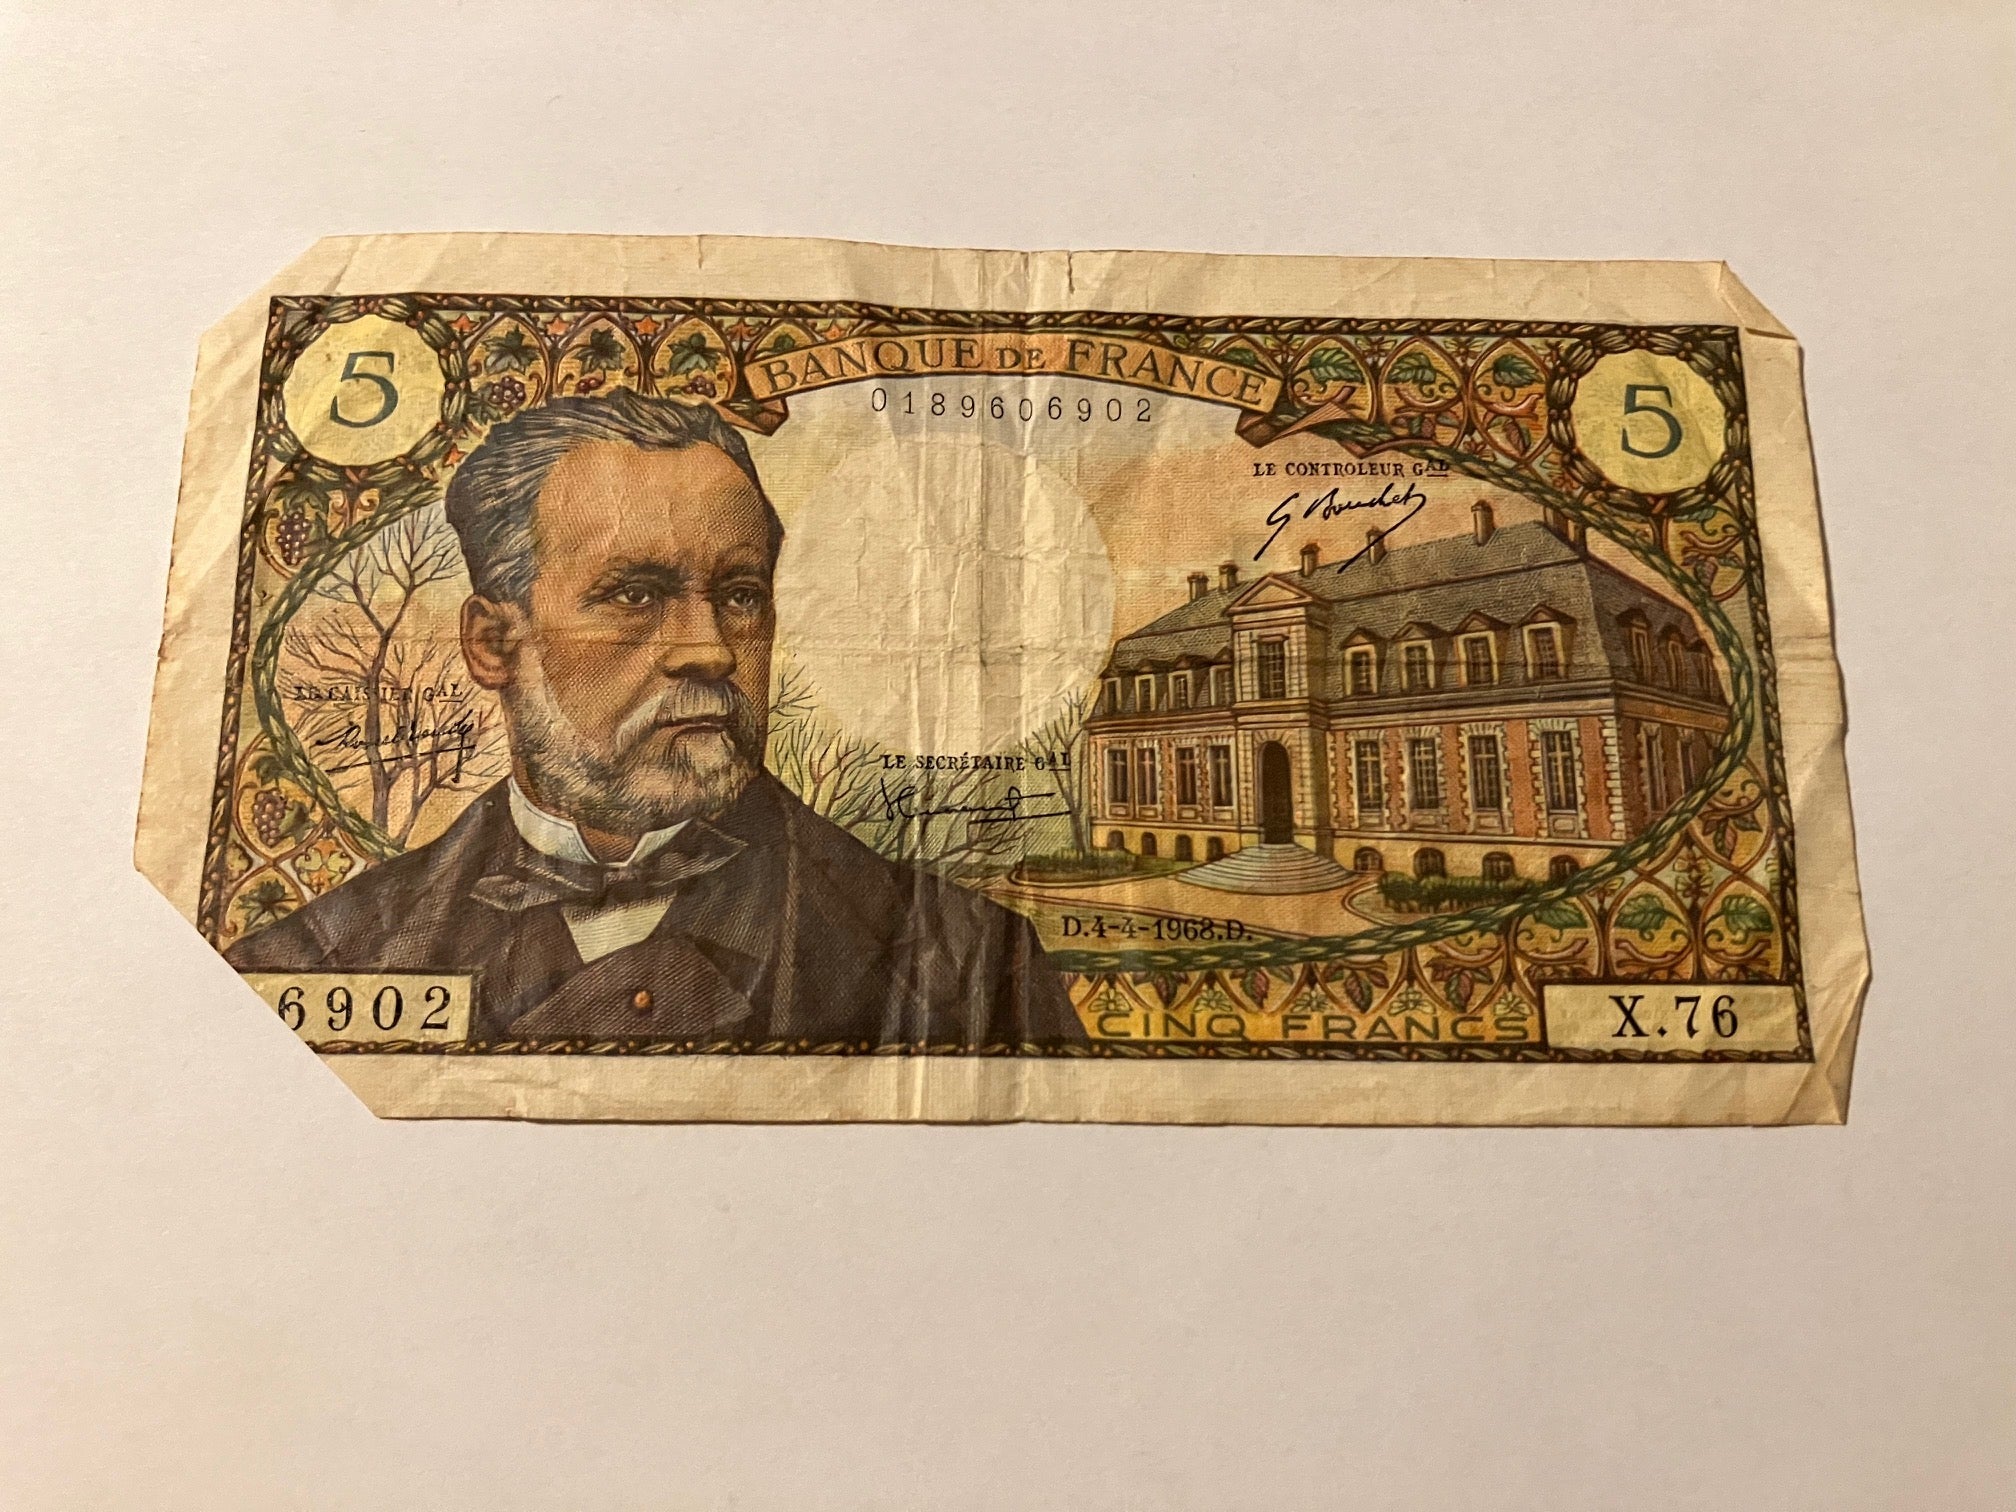 5
BANQUE DE FRANCE
5
0189606902
LE CONTROLEUR GAL
G Bouchet
LE CAISSIER GAL
LE SECRÉTAIRE GAL
D.4-4-1968.D.
6902
CINQ FRANCS
X.76